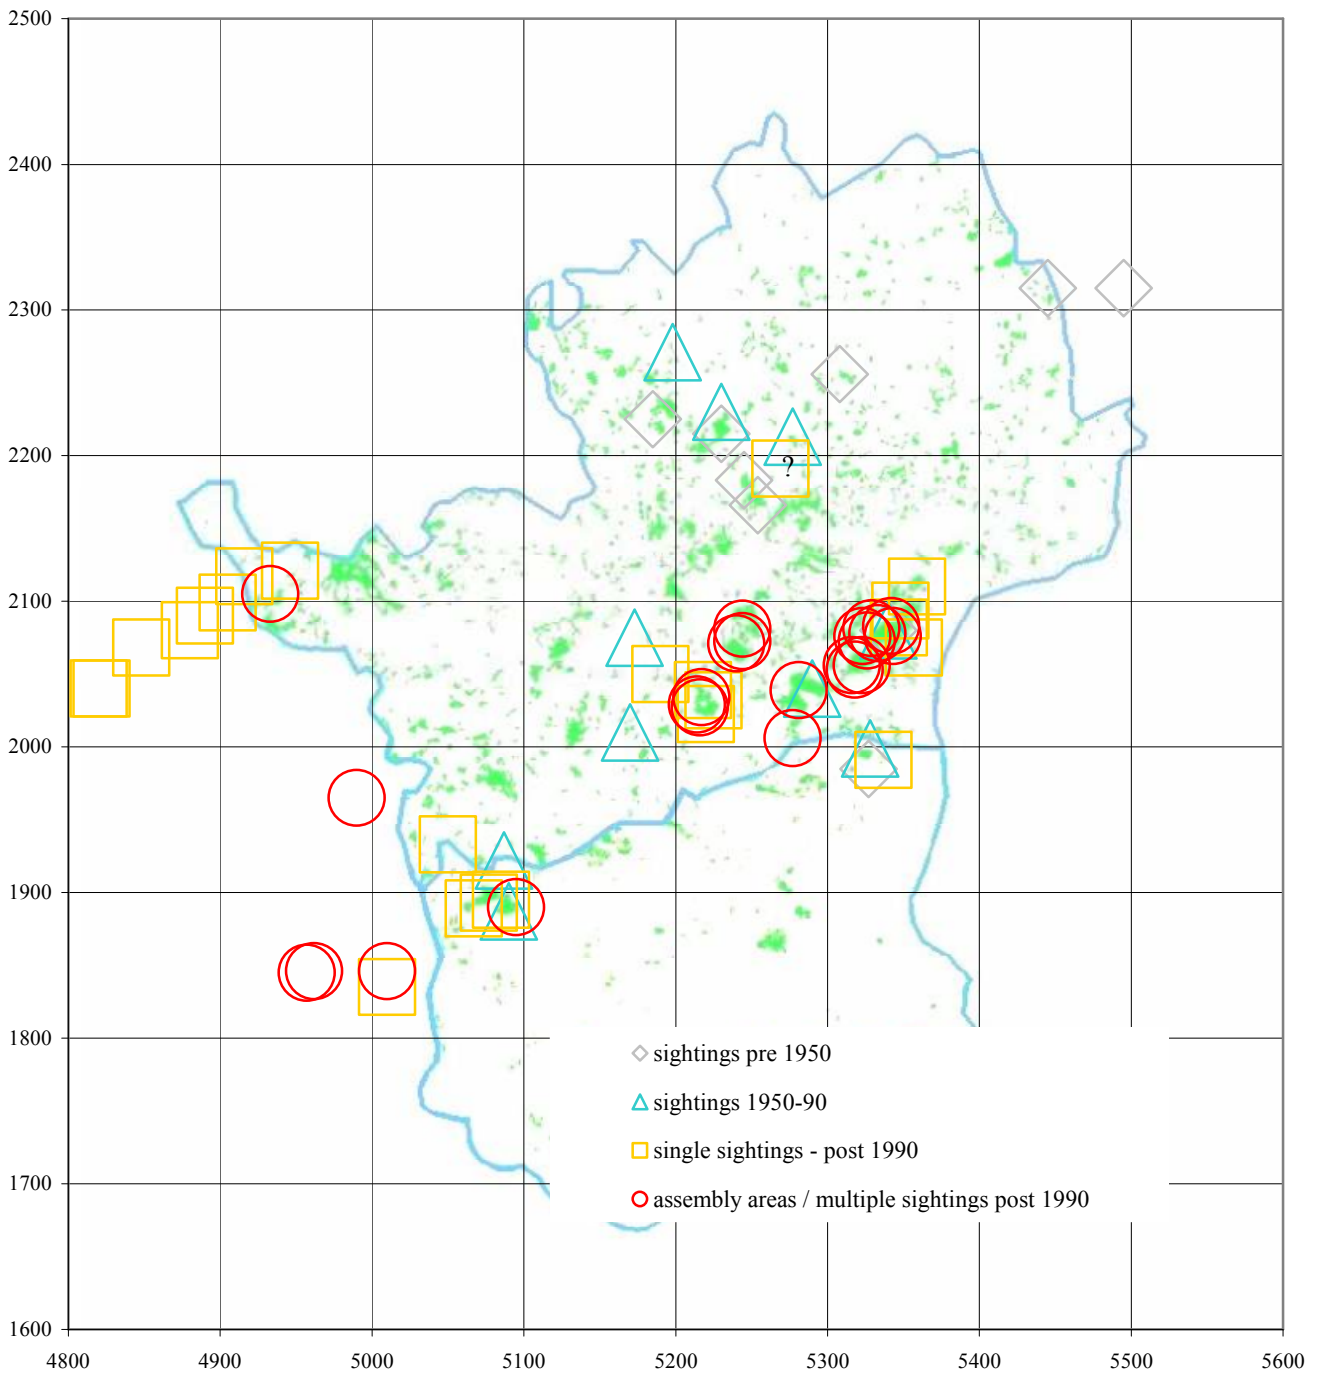 2500
2400
2300
2200
2100
2000
1900
1800
1700
1600
?
sightings pre 1950
sightings 1950-90
single sightings - post 1990
assembly areas / multiple sightings post 1990
4800 4900 5000 5100 5200 5300 5400 5500 5600